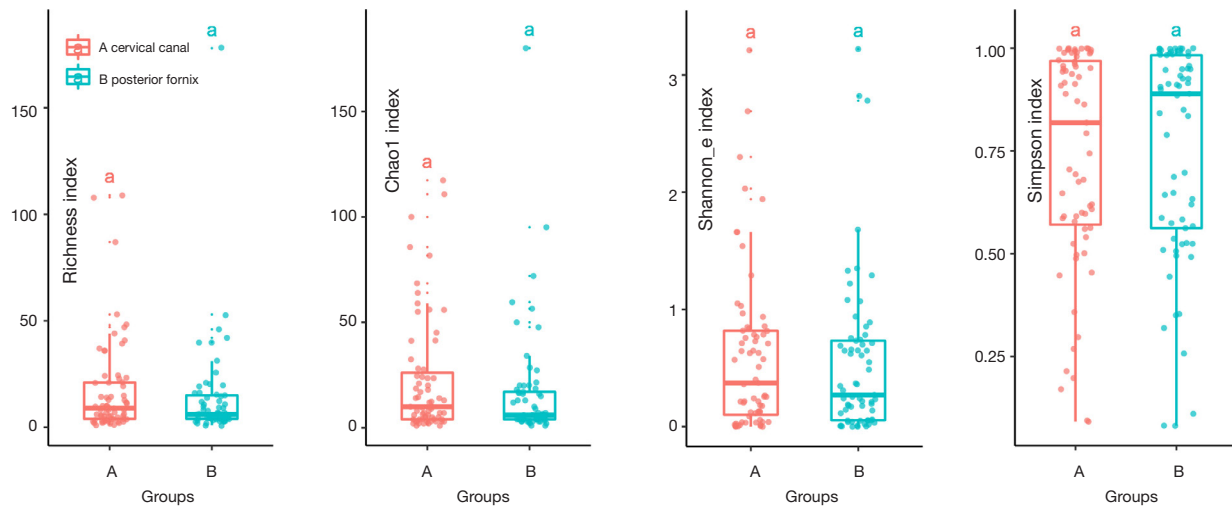 a
a A cervical canal
a B posterior fornix
Richness index
150
100
50
0
a
A
B
Groups
a
Chao1 index
150
100
50
0
a
A
B
Groups
a
a
Shannon_e index
3
2
1
0
A
B
Groups
a
a
Simpson index
1.00
0.75
0.50
0.25
A
B
Groups